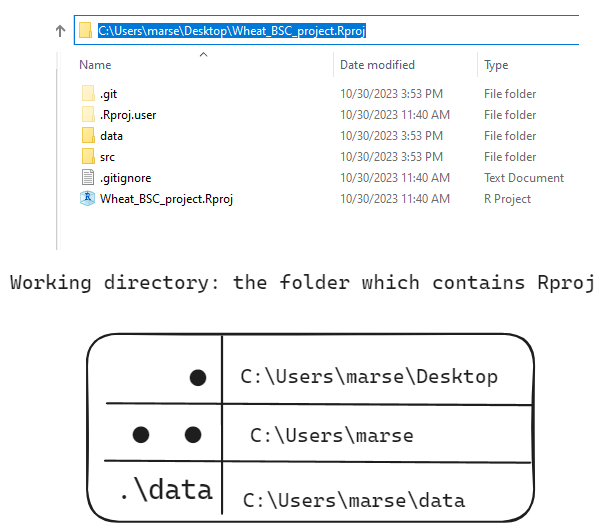 C:\Users\marse\Desktop\Wheat_BSC_project.Rproj
Name Date modified Type
.git 10/30/2023 3:53 PM File folder
.Rproj.user 10/30/2023 11:40 AM File folder
data 10/30/2023 3:53 PM File folder
src 10/30/2023 3:53 PM File folder
.gitignore 10/30/2023 11:40 AM Text Document
Wheat_BSC_project.Rproj 10/30/2023 11:40 AM R Project
Working directory: the folder which contains Rproj
. C:\Users\marse\Desktop
. . C:\Users\marse
.\data C:\Users\marse\data